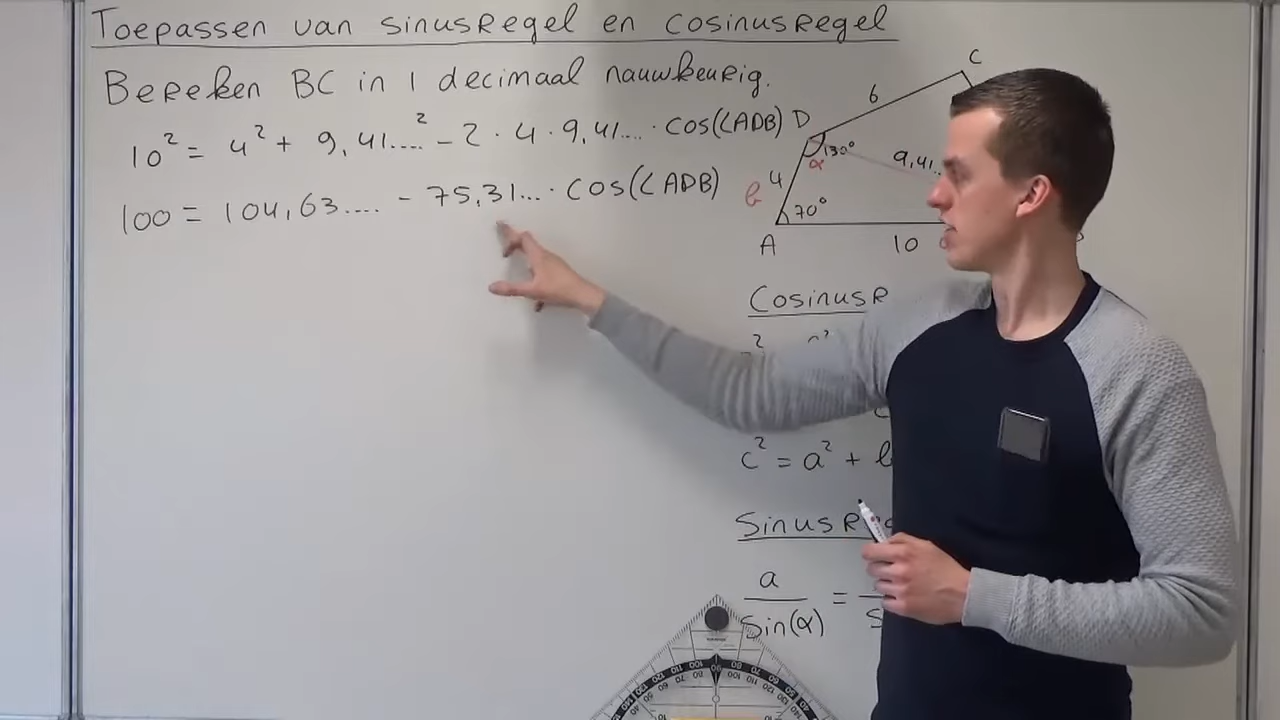 Toepassen van sinusregel en cosinusregel
Bereken BC in 1 decimaal nauwkeurig.
10² = 4² + 9,41....² - 2 · 4 · 9,41.... · cos(∠ADB)
100 = 104,63.... - 75,31... · cos(∠ADB)
C
6
D
130°
α
9,41..
4
b
70°
A
10
CosinusR
c² = a² + b
SinusReg
a
sin(α)
=